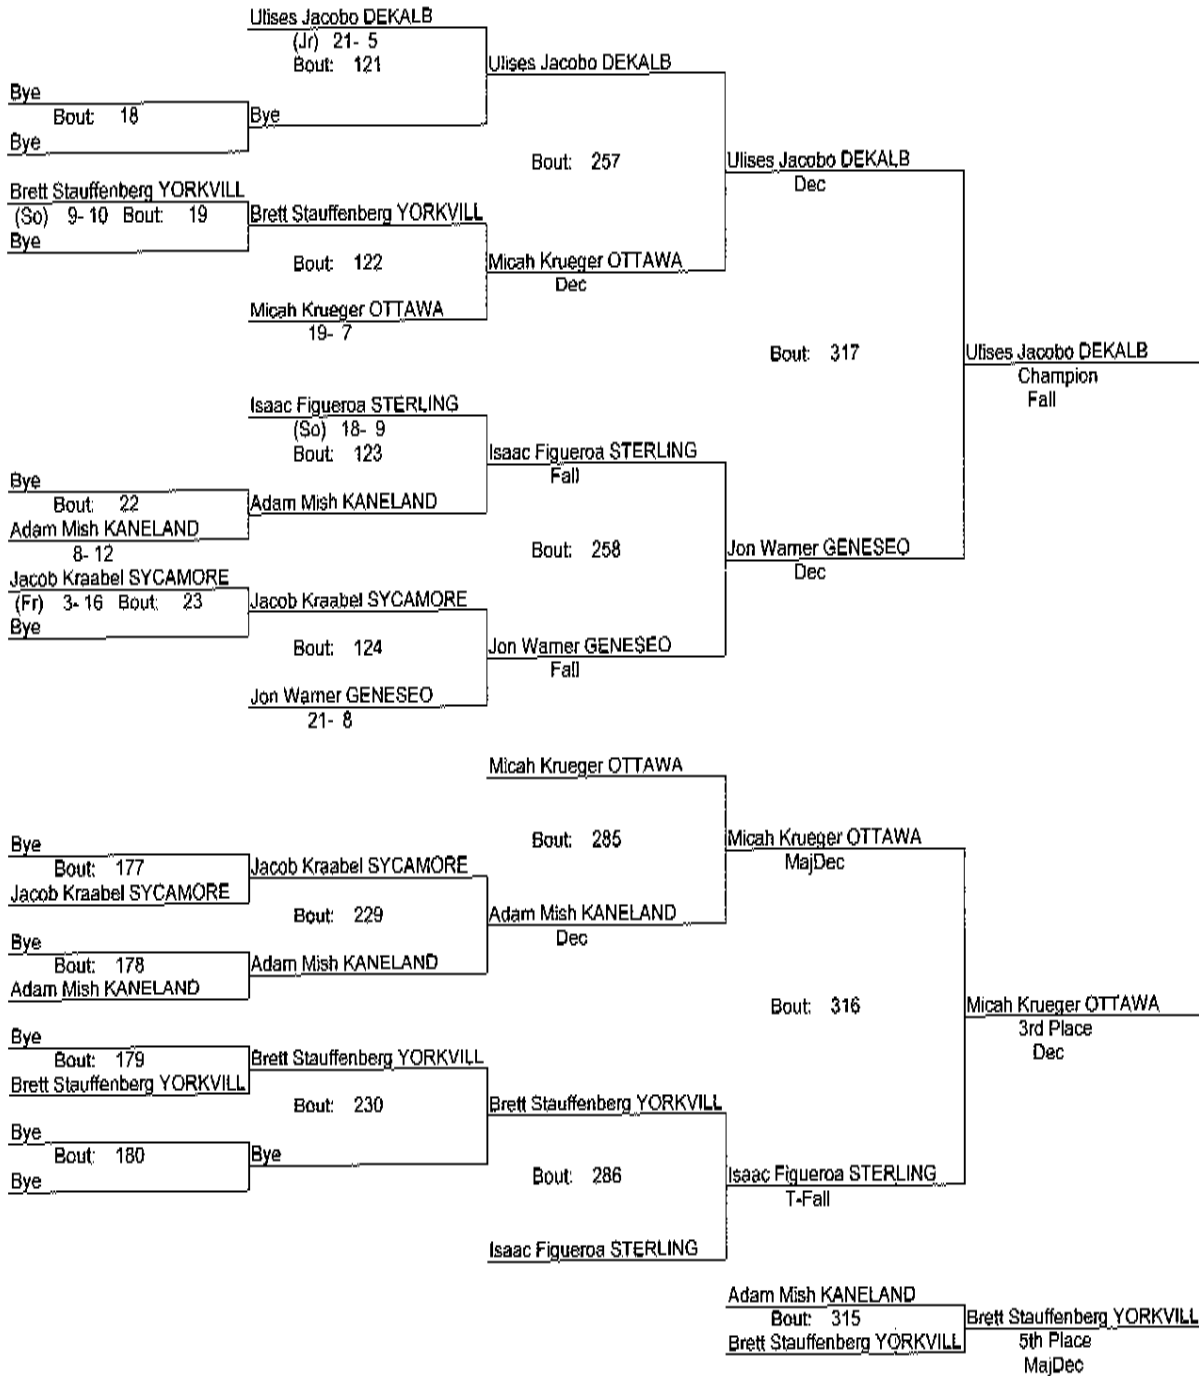 Ulises Jacobo DEKALB
(Jr) 21- 5
Bout: 121
Ulises Jacobo DEKALB
Bye
Bout: 18
Bye
Bye
Bout: 257
Ulises Jacobo DEKALB
Dec
Brett Stauffenberg YORKVILL
(So) 9- 10 Bout: 19
Brett Stauffenberg YORKVILL
Bye
Bout: 122
Micah Krueger OTTAWA
Dec
Micah Krueger OTTAWA
19- 7
Bout: 317
Ulises Jacobo DEKALB
Champion
Fall
Isaac Figueroa STERLING
(So) 18- 9
Bout: 123
Isaac Figueroa STERLING
Fall
Bye
Bout: 22
Adam Mish KANELAND
Adam Mish KANELAND
8- 12
Bout: 258
Jon Warner GENESEO
Dec
Jacob Kraabel SYCAMORE
(Fr) 3- 16 Bout: 23
Jacob Kraabel SYCAMORE
Bye
Bout: 124
Jon Warner GENESEO
Fall
Jon Warner GENESEO
21- 8
Micah Krueger OTTAWA
Bout: 285
Micah Krueger OTTAWA
MajDec
Bye
Bout: 177
Jacob Kraabel SYCAMORE
Jacob Kraabel SYCAMORE
Bout: 229
Adam Mish KANELAND
Dec
Bye
Bout: 178
Adam Mish KANELAND
Adam Mish KANELAND
Bout: 316
Micah Krueger OTTAWA
3rd Place
Dec
Bye
Bout: 179
Brett Stauffenberg YORKVILL
Brett Stauffenberg YORKVILL
Bout: 230
Brett Stauffenberg YORKVILL
Bye
Bout: 180
Bye
Bye
Bout: 286
Isaac Figueroa STERLING
T-Fall
Isaac Figueroa STERLING
Adam Mish KANELAND
Bout: 315
Brett Stauffenberg YORKVILL
Brett Stauffenberg YORKVILL
5th Place
MajDec